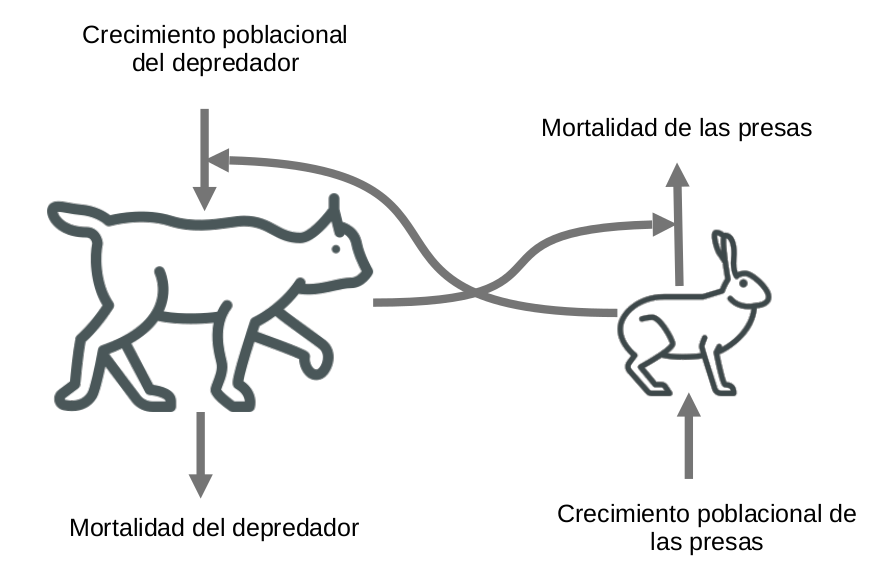 Crecimiento poblacional
del depredador
Mortalidad de las presas
Mortalidad del depredador
Crecimiento poblacional de
las presas